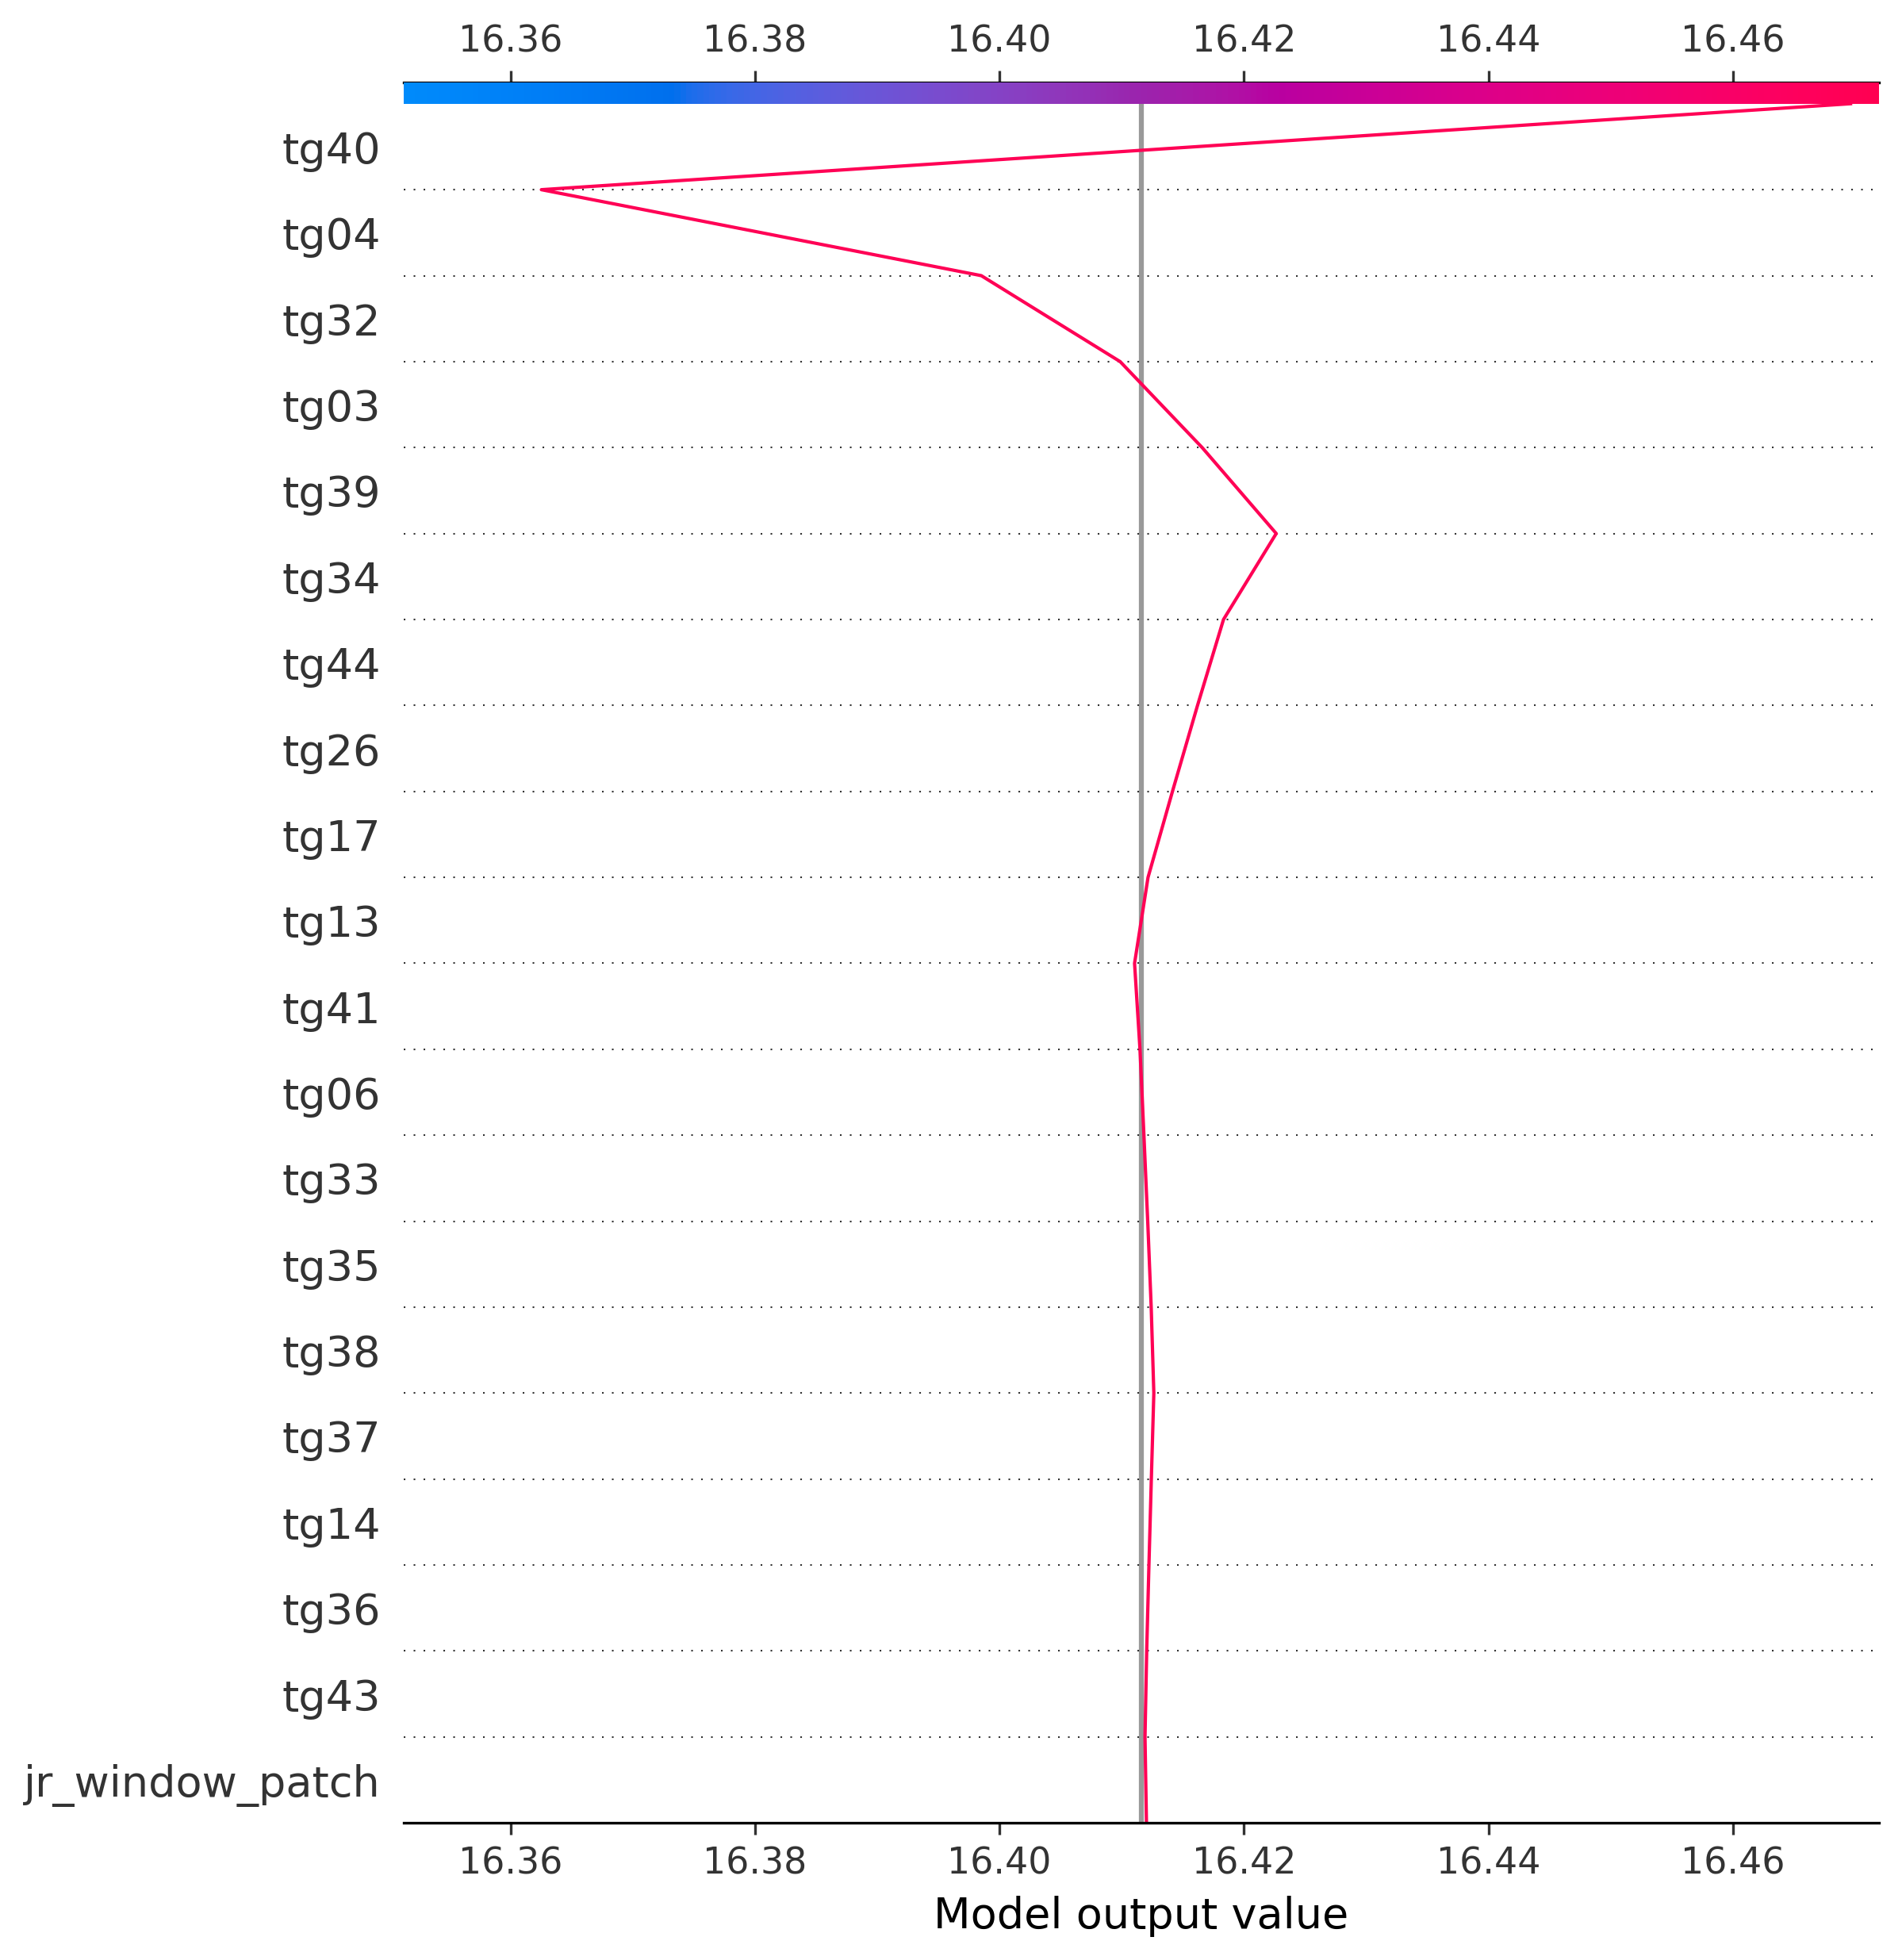 16.36 16.38 16.40 16.42 16.44 16.46
tg40
tg04
tg32
tg03
tg39
tg34
tg44
tg26
tg17
tg13
tg41
tg06
tg33
tg35
tg38
tg37
tg14
tg36
tg43
jr_window_patch
16.36 16.38 16.40 16.42 16.44 16.46
Model output value